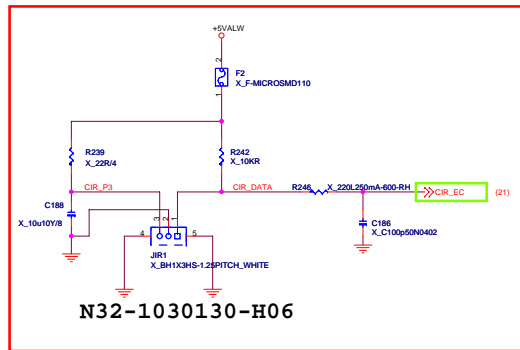 +5VALW
2
F2
X_F-MICROSMD110
1
R239
X_22R/4
R242
X_10KR
CIR_P3
CIR_DATA
R246
X_220L250mA-600-RH
CIR_EC
(21)
C188
X_10u10Y/8
3
2
1
4
5
C186
X_C100p50N0402
JIR1
X_BH1X3HS-1.25PITCH_WHITE
N32-1030130-H06